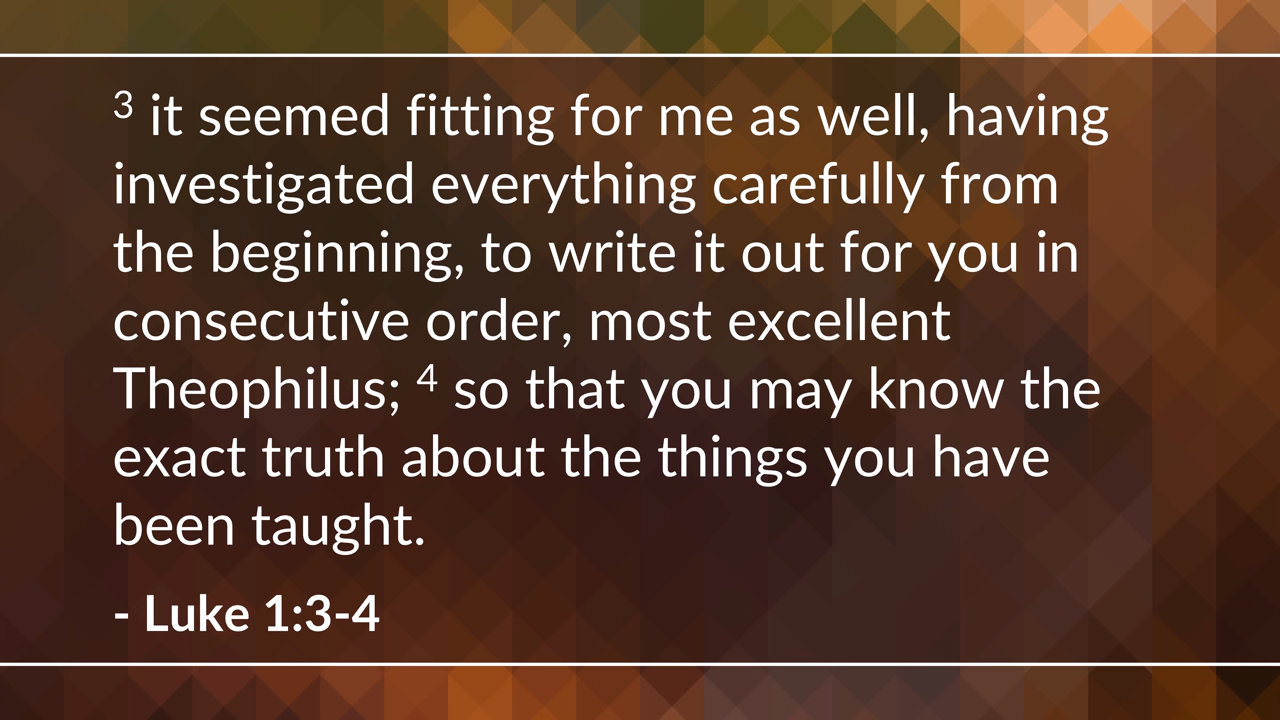 ³ it seemed fitting for me as well, having
investigated everything carefully from
the beginning, to write it out for you in
consecutive order, most excellent
Theophilus; ⁴ so that you may know the
exact truth about the things you have
been taught.
- Luke 1:3-4